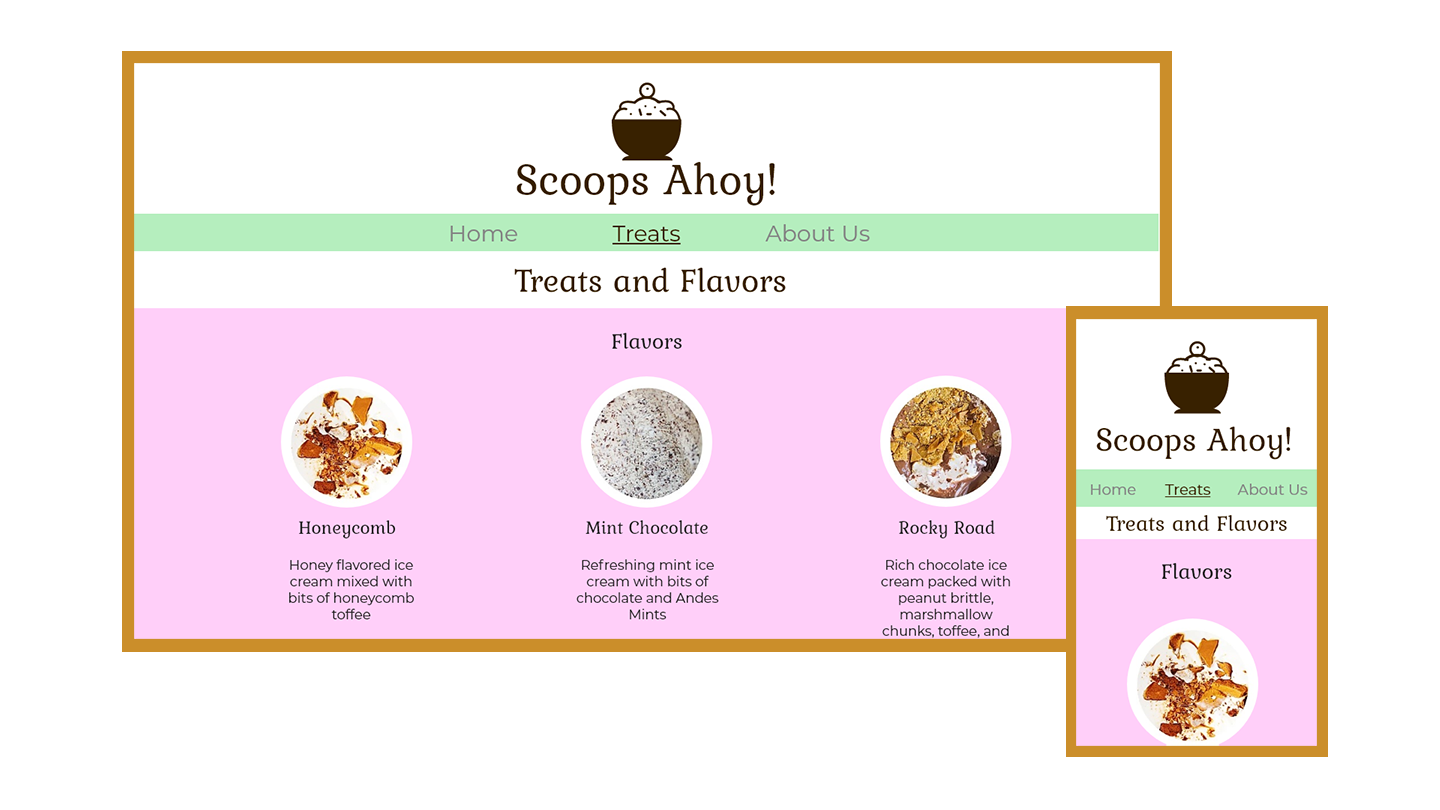 Scoops Ahoy!
Home Treats About Us
Treats and Flavors
Flavors
Honeycomb
Honey flavored ice
cream mixed with
bits of honeycomb
toffee
Mint Chocolate
Refreshing mint ice
cream with bits of
chocolate and Andes
Mints
Rocky Road
Rich chocolate ice
cream packed with
peanut brittle,
marshmallow
chunks, toffee, and
Scoops Ahoy!
Home Treats About Us
Treats and Flavors
Flavors